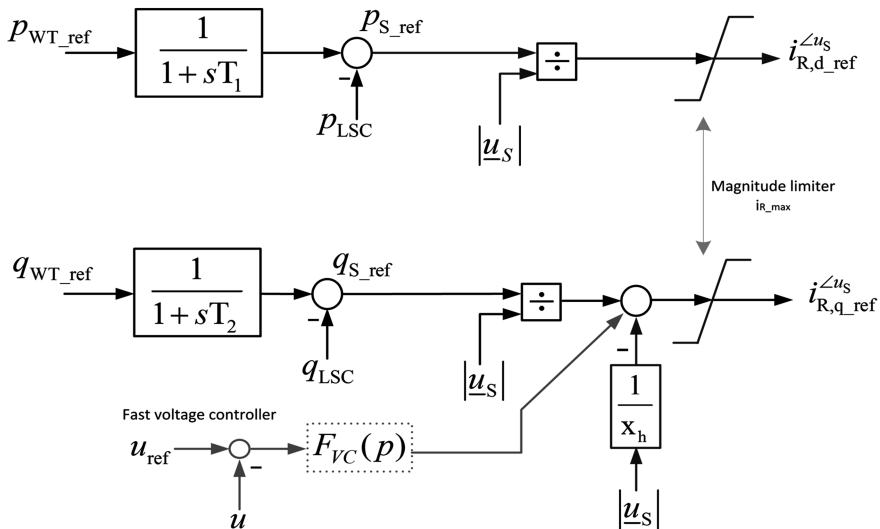 p_WT_ref
1
1 + sT_1
p_S_ref
−
p_LSC
÷
|u_S|
i_R,d_ref^∠u_S
Magnitude limiter
i_R_max
q_WT_ref
1
1 + sT_2
q_S_ref
−
q_LSC
÷
|u_S|
i_R,q_ref^∠u_S
−
1
x_h
|u_S|
Fast voltage controller
u_ref
−
F_VC(p)
u